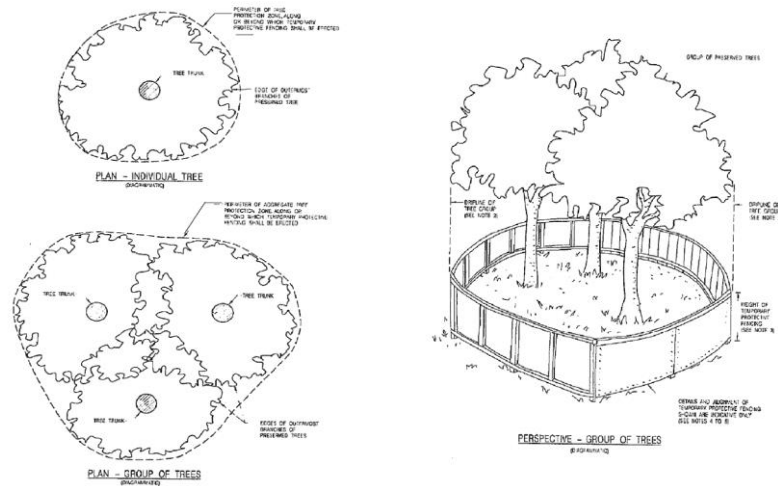 PERIMETER OF TREE
PROTECTION ZONE, ALONG
OR BEYOND WHICH TEMPORARY
PROTECTIVE FENCING SHALL BE ERECTED
TREE TRUNK
EDGE OF OUTERMOST
BRANCHES OF
PRESERVED TREE
PLAN - INDIVIDUAL TREE
(DIAGRAMMATIC)
PERIMETER OF AGGREGATE TREE
PROTECTION ZONE, ALONG OR
BEYOND WHICH TEMPORARY PROTECTIVE
FENCING SHALL BE ERECTED
TREE TRUNK
TREE TRUNK
TREE TRUNK
EDGES OF OUTERMOST
BRANCHES OF
PRESERVED TREES
PLAN - GROUP OF TREES
(DIAGRAMMATIC)
GROUP OF PRESERVED TREES
DRIPLINE OF
TREE GROUP
(SEE NOTE 3)
DRIPLINE OF
TREE GROU
(SEE NOTE
HEIGHT OF
TEMPORARY
PROTECTIVE
FENCING
(SEE NOTE
DETAILS AND ALIGNMENT OF
TEMPORARY PROTECTIVE FENCING
SHOWN ARE INDICATIVE ONLY
(SEE NOTES 4 TO
PERSPECTIVE - GROUP OF TREES
(DIAGRAMMATIC)